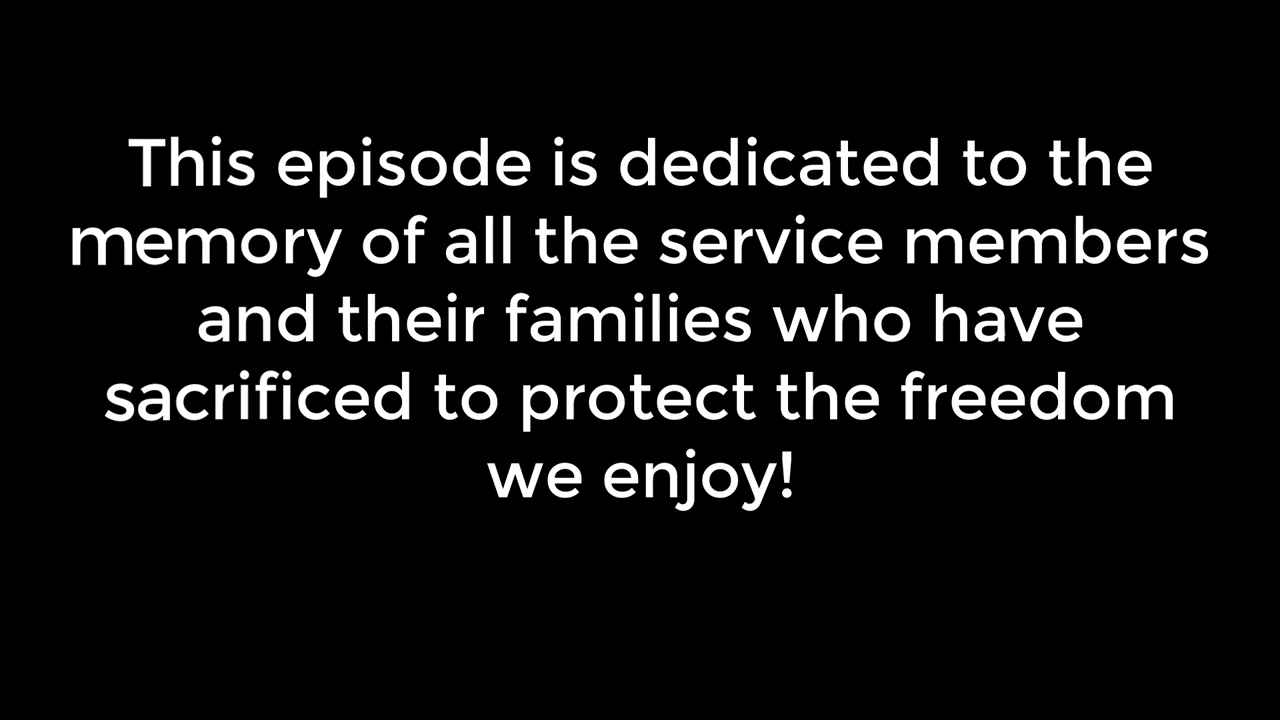 This episode is dedicated to the
memory of all the service members
and their families who have
sacrificed to protect the freedom
we enjoy!